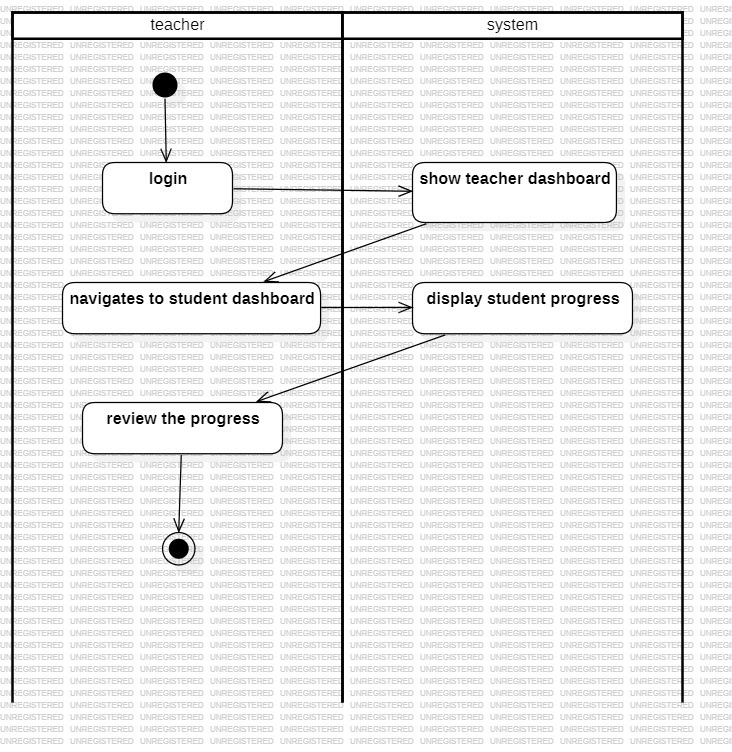 teacher
system
login
show teacher dashboard
navigates to student dashboard
display student progress
review the progress
UNREGISTERED